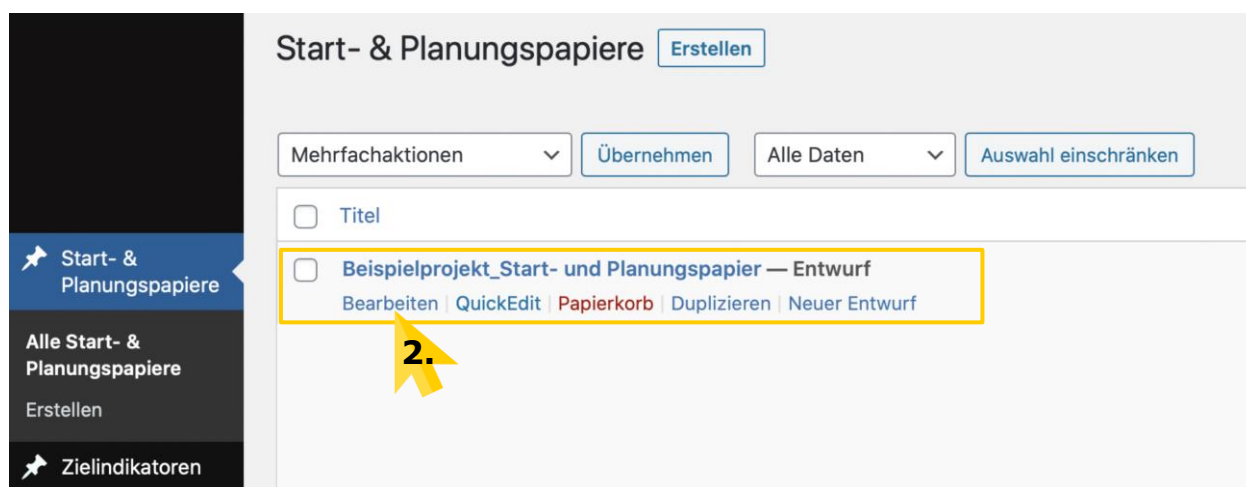 Start- & Planungspapiere Erstellen
Mehrfachaktionen Übernehmen Alle Daten Auswahl einschränken
Titel
Beispielprojekt_Start- und Planungspapier — Entwurf
Bearbeiten | QuickEdit | Papierkorb | Duplizieren | Neuer Entwurf
2.
Start- &
Planungspapiere
Alle Start- &
Planungspapiere
Erstellen
Zielindikatoren